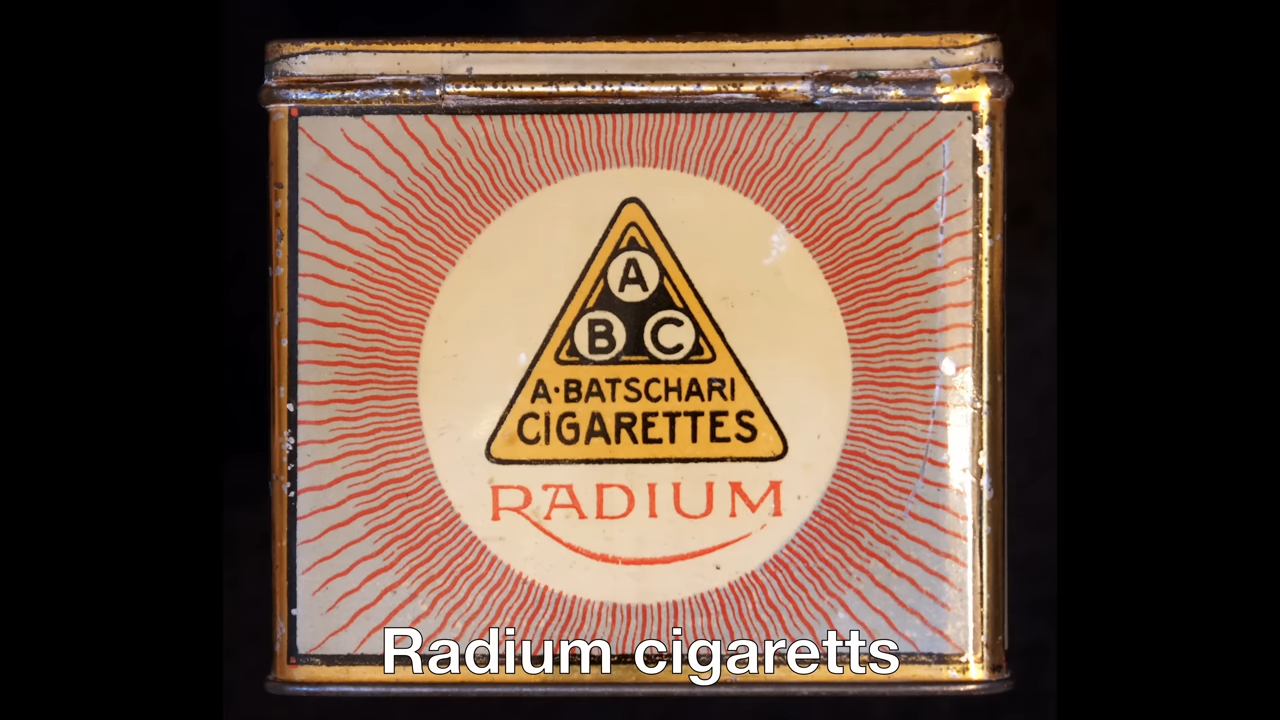 A
B C
A·BATSCHARI
CIGARETTES
RADIUM
Radium cigaretts